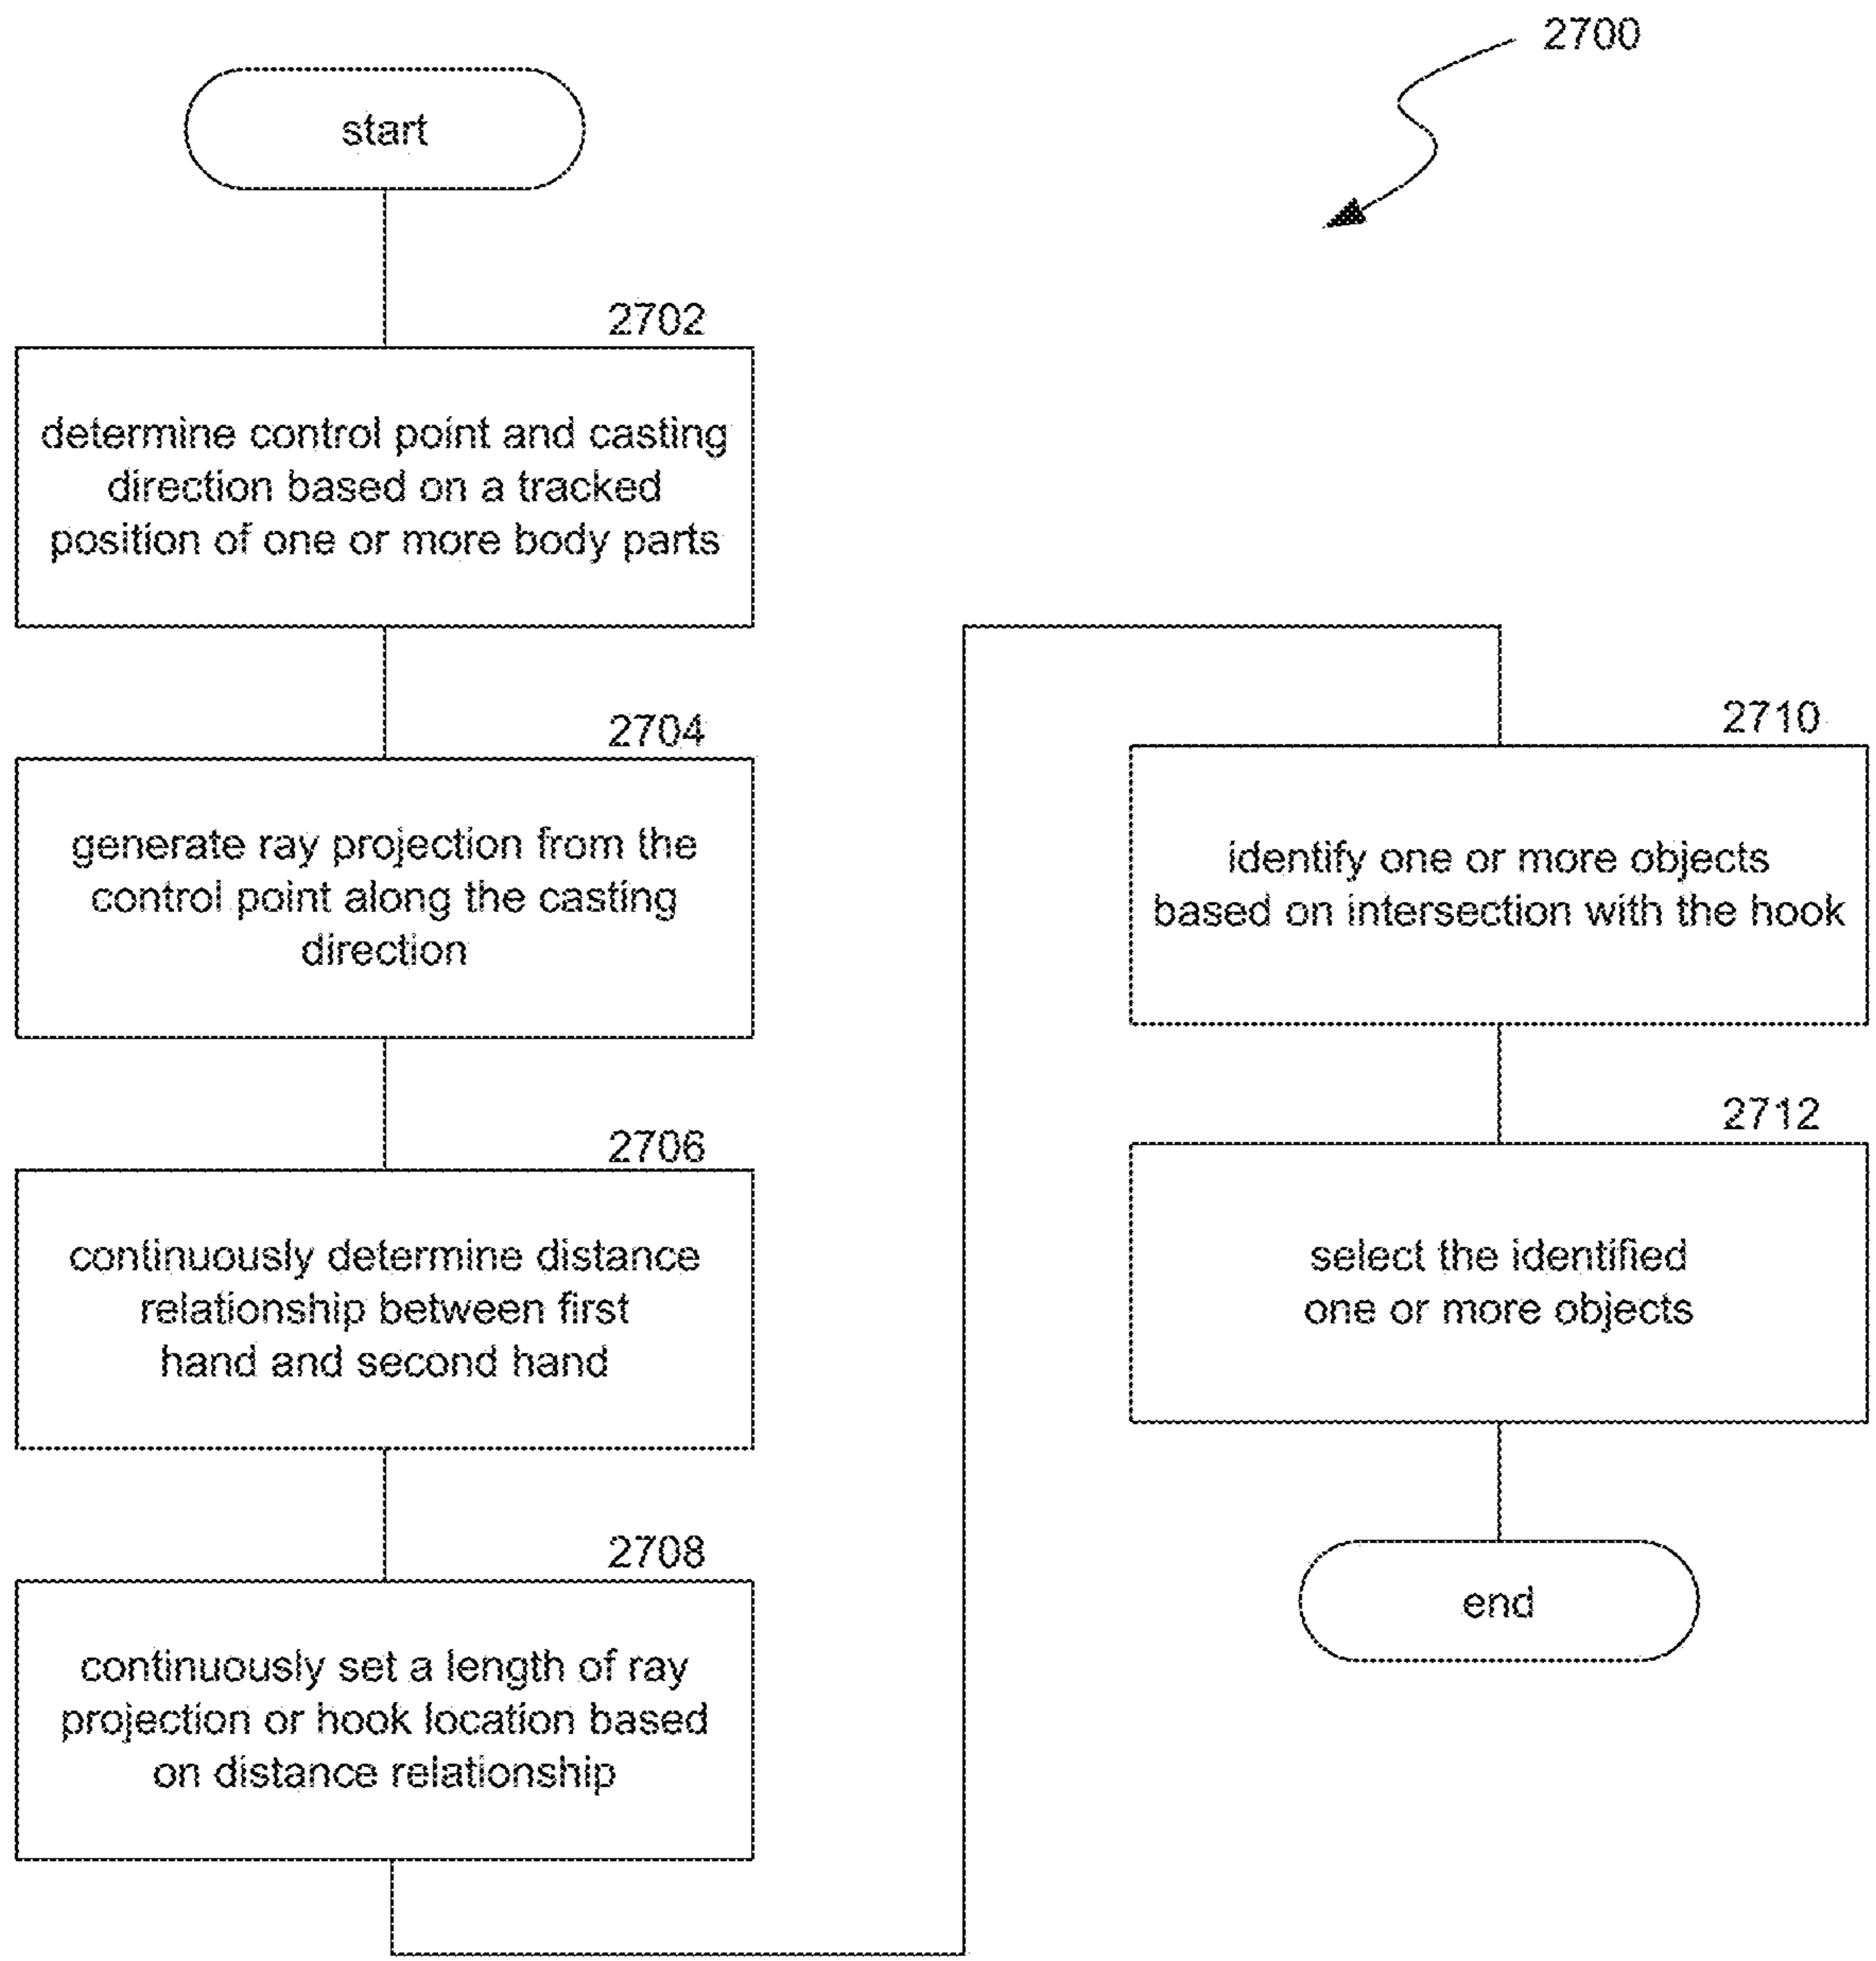 2700
start
2702
determine control point and casting
direction based on a tracked
position of one or more body parts
2704
generate ray projection from the
control point along the casting
direction
2706
continuously determine distance
relationship between first
hand and second hand
2708
continuously set a length of ray
projection or hook location based
on distance relationship
2710
identify one or more objects
based on intersection with the hook
2712
select the identified
one or more objects
end